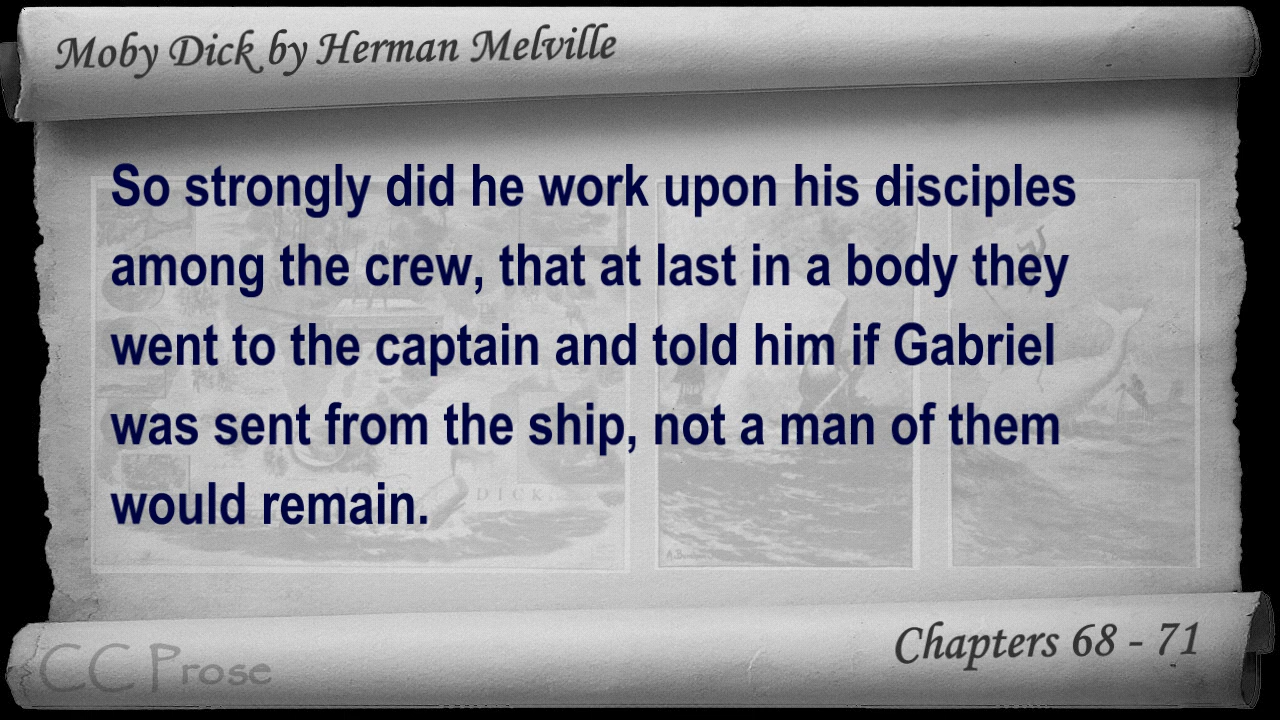 Moby Dick by Herman Melville
So strongly did he work upon his disciples
among the crew, that at last in a body they
went to the captain and told him if Gabriel
was sent from the ship, not a man of them
would remain.
DICK
Chapters 68 - 71
CC Prose